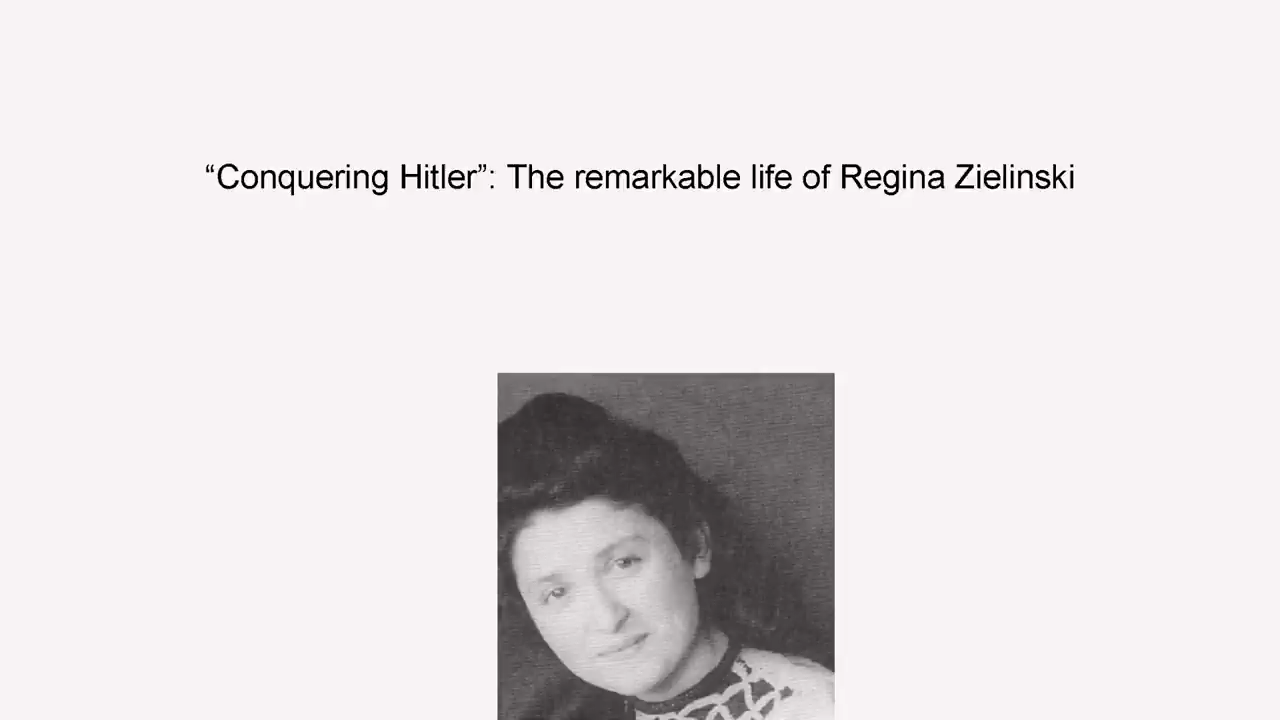 “Conquering Hitler”: The remarkable life of Regina Zielinski